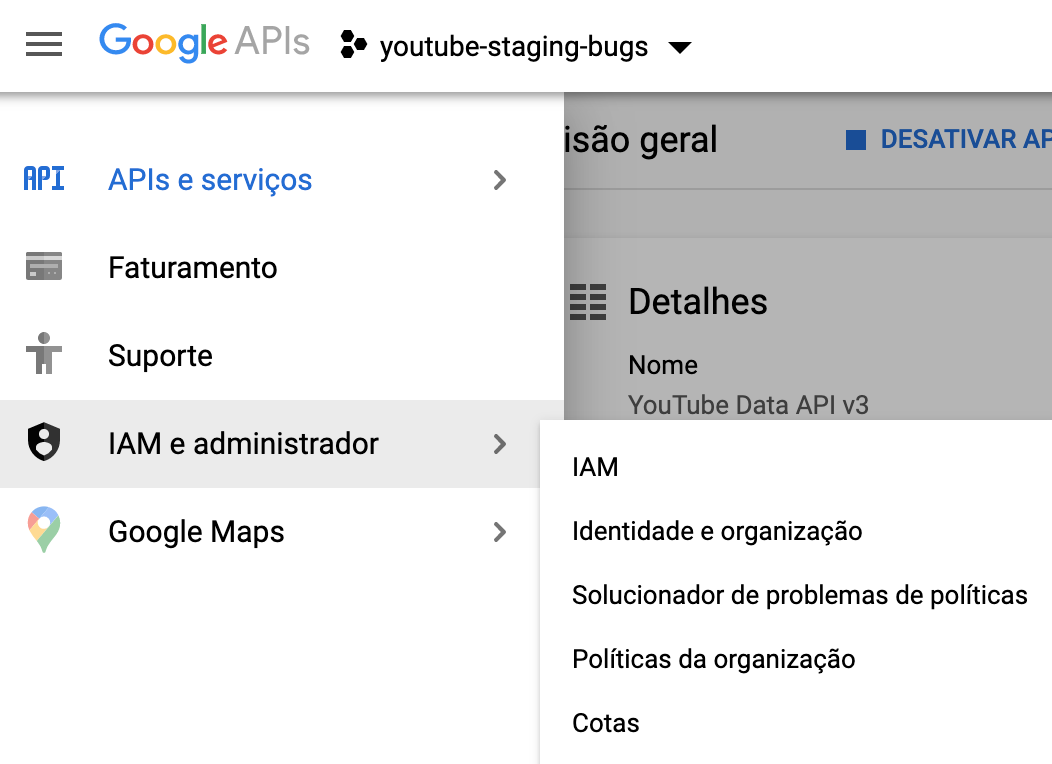 Google APIs youtube-staging-bugs
isão geral
DESATIVAR AP
API APIs e serviços
Faturamento
Suporte
IAM e administrador
Google Maps
Detalhes
Nome
YouTube Data API v3
IAM
Identidade e organização
Solucionador de problemas de políticas
Políticas da organização
Cotas